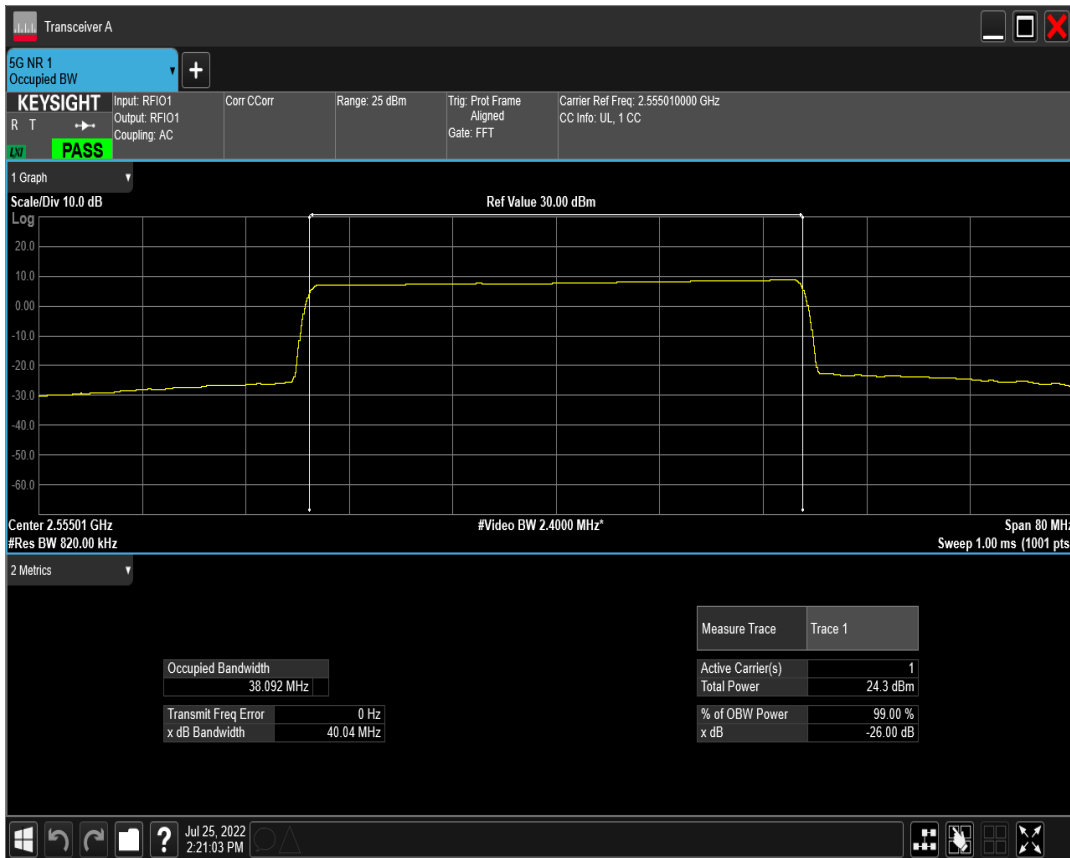 Transceiver A
5G NR 1
Occupied BW
KEYSIGHT
R T
LXI
PASS
Input: RFIO1
Output: RFIO1
Coupling: AC
Corr CCorr
Range: 25 dBm
Trig: Prot Frame
Aligned
Gate: FFT
Carrier Ref Freq: 2.555010000 GHz
CC Info: UL, 1 CC
1 Graph
Scale/Div 10.0 dB
Ref Value 30.00 dBm
Log
20.0
10.0
0.00
-10.0
-20.0
-30.0
-40.0
-50.0
-60.0
Center 2.55501 GHz
#Video BW 2.4000 MHz*
Span 80 MHz
#Res BW 820.00 kHz
Sweep 1.00 ms (1001 pts
2 Metrics
Measure Trace Trace 1
Occupied Bandwidth
38.092 MHz
Active Carrier(s) 1
Total Power 24.3 dBm
Transmit Freq Error 0 Hz
x dB Bandwidth 40.04 MHz
% of OBW Power 99.00 %
x dB -26.00 dB
?
Jul 25, 2022
2:21:03 PM